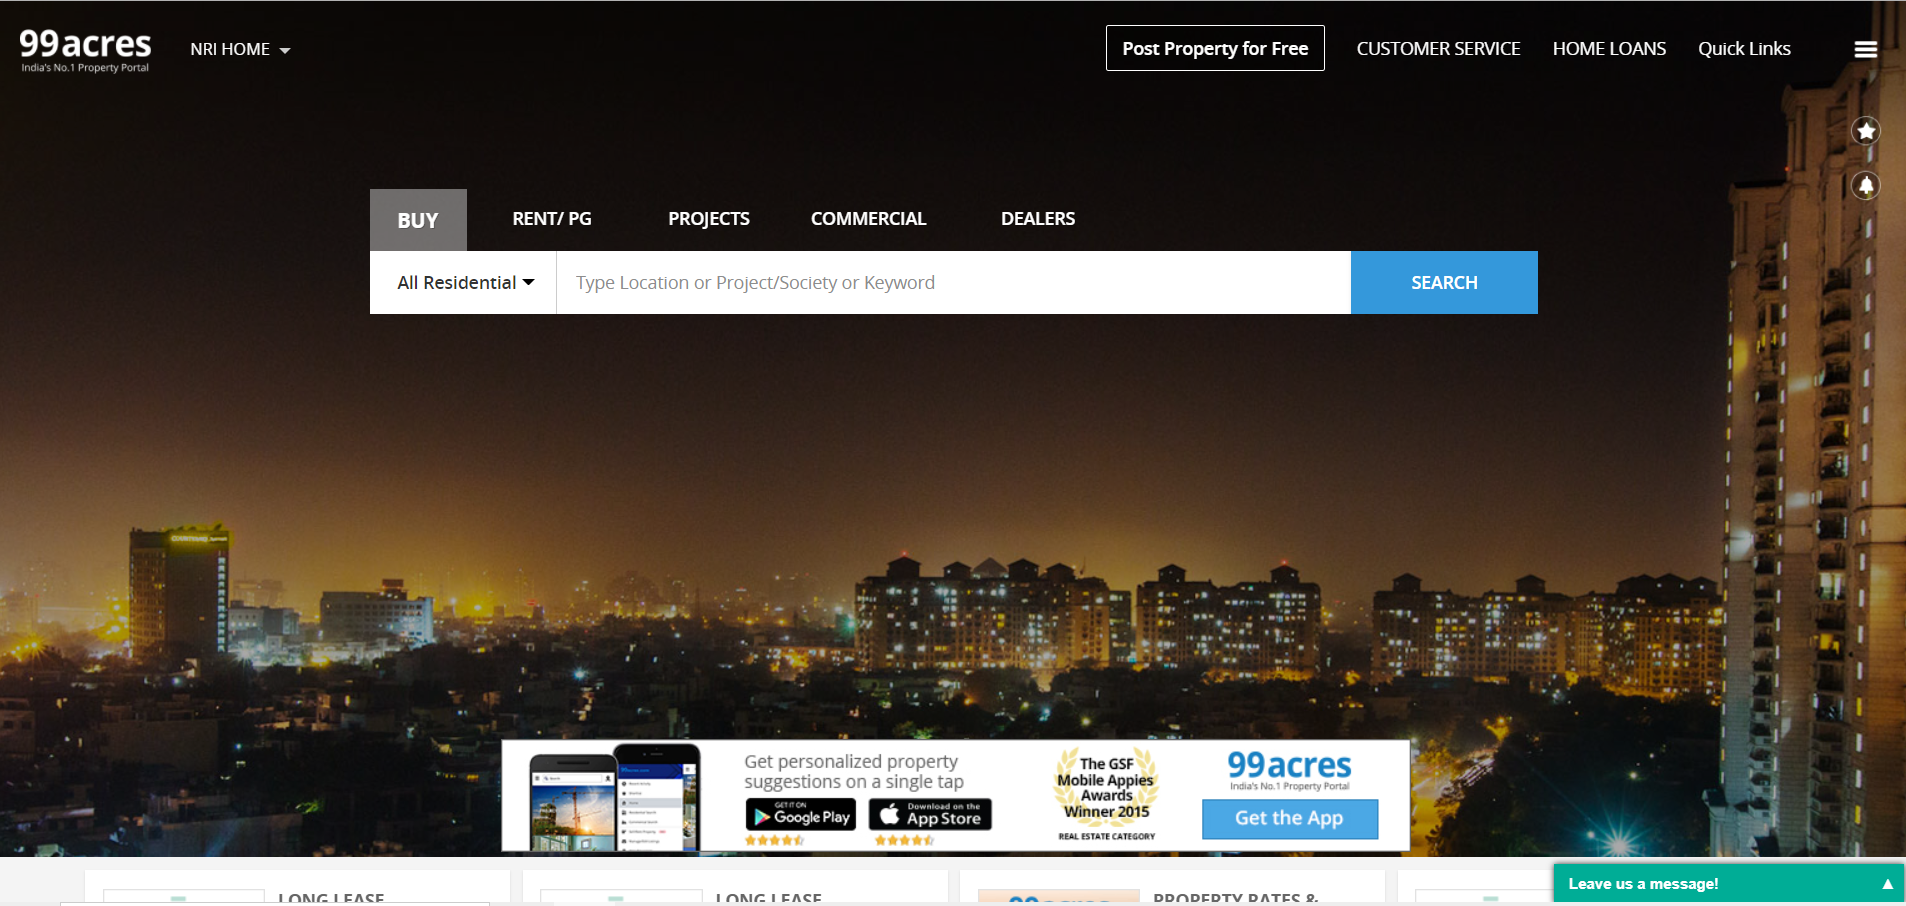 99acres
India's No.1 Property Portal
NRI HOME
Post Property for Free
CUSTOMER SERVICE
HOME LOANS
Quick Links
BUY
RENT/ PG
PROJECTS
COMMERCIAL
DEALERS
All Residential
Type Location or Project/Society or Keyword
SEARCH
Get personalized property
suggestions on a single tap
GET IT ON
Google Play
Download on the
App Store
The GSF
Mobile Appies
Awards
Winner 2015
REAL ESTATE CATEGORY
99acres
India's No.1 Property Portal
Get the App
LONG LEASE
LONG LEASE
99acres
PROPERTY RATES &
Leave us a message!